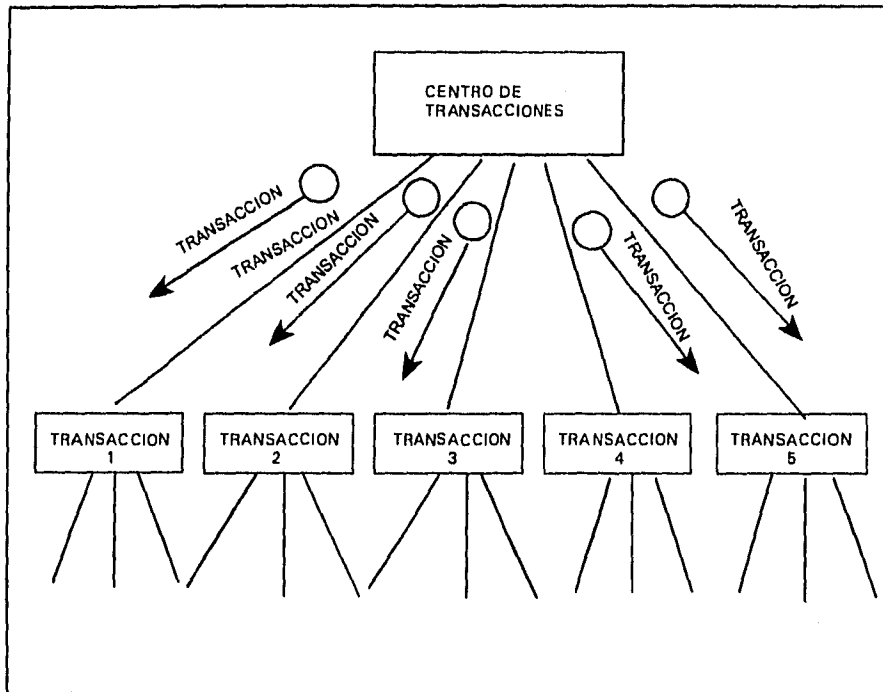 CENTRO DE
TRANSACCIONES
TRANSACCION
TRANSACCION
TRANSACCION
TRANSACCION
TRANSACCION
TRANSACCION
TRANSACCION
1
TRANSACCION
2
TRANSACCION
3
TRANSACCION
4
TRANSACCION
5